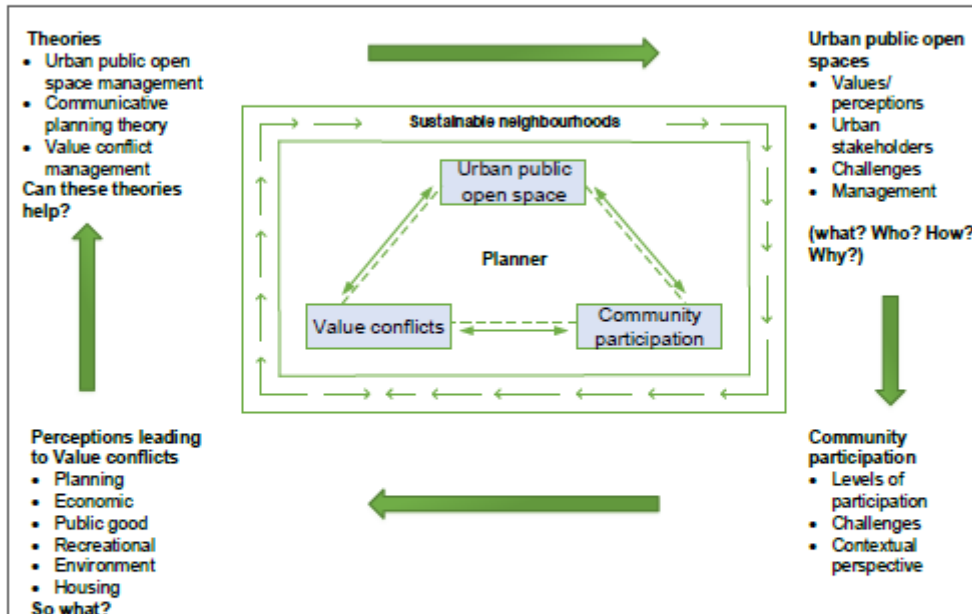 Theories
• Urban public open
space management
• Communicative
planning theory
• Value conflict
management
Can these theories
help?
Urban public open
spaces
• Values/
perceptions
• Urban
stakeholders
• Challenges
• Management
(what? Who? How?
Why?)
Sustainable neighbourhoods
Urban public
open space
Planner
Value conflicts
Community
participation
Perceptions leading
to Value conflicts
• Planning
• Economic
• Public good
• Recreational
• Environment
• Housing
So what?
Community
participation
• Levels of
participation
• Challenges
• Contextual
perspective